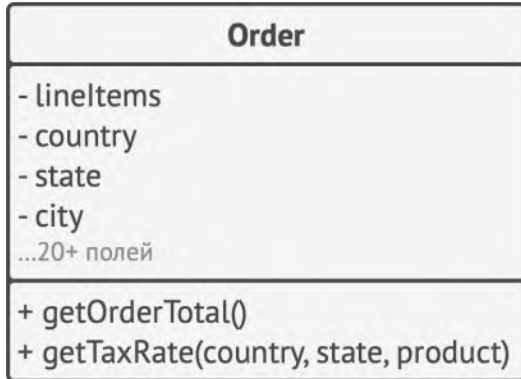 Order
- lineItems
- country
- state
- city
...20+ полей
+ getOrderTotal()
+ getTaxRate(country, state, product)